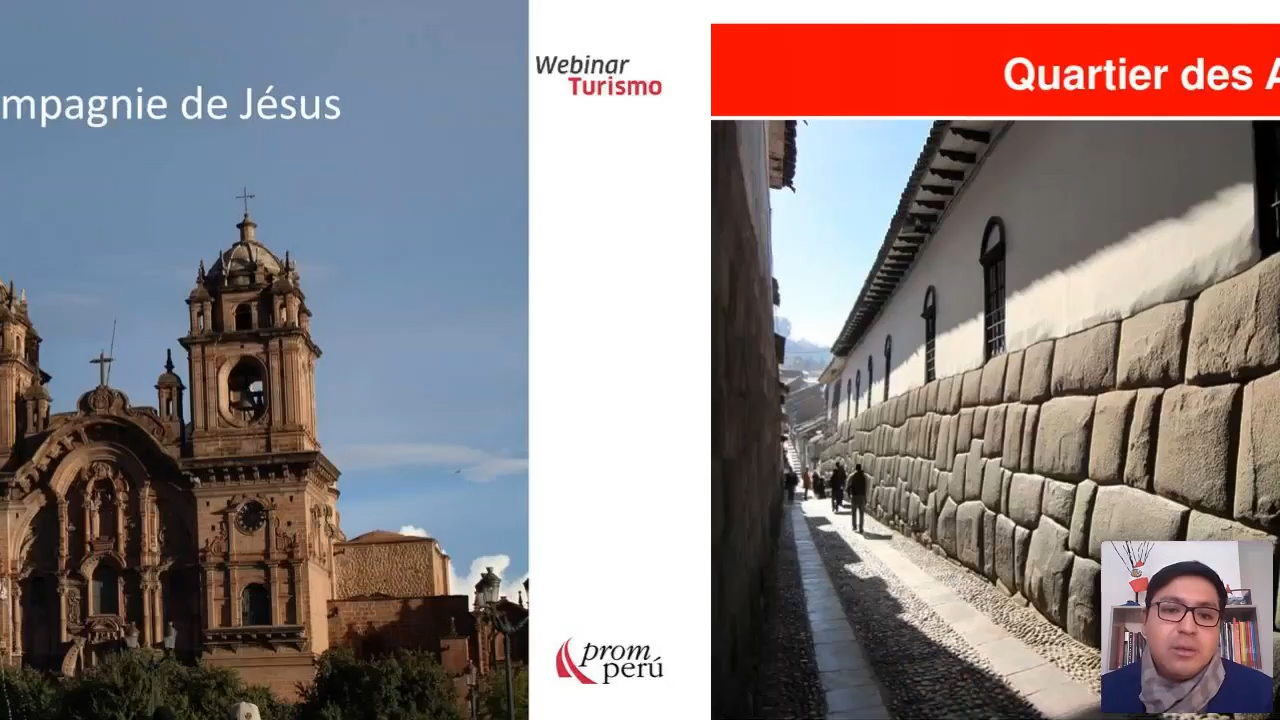 mpagnie de Jésus
Webinar
Turismo
prom
perú
Quartier des A